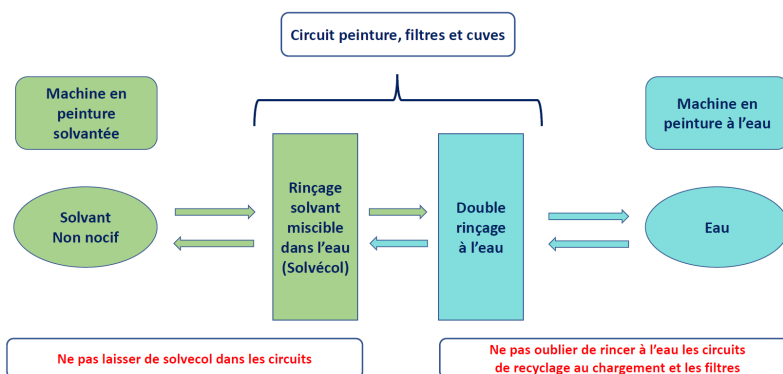 Circuit peinture, filtres et cuves
Machine en
peinture
solvantée
Machine en
peinture à l’eau
Solvant
Non nocif
Rinçage
solvant
miscible
dans l’eau
(Solvécol)
Double
rinçage
à l’eau
Eau
Ne pas laisser de solvecol dans les circuits
Ne pas oublier de rincer à l’eau les circuits
de recyclage au chargement et les filtres